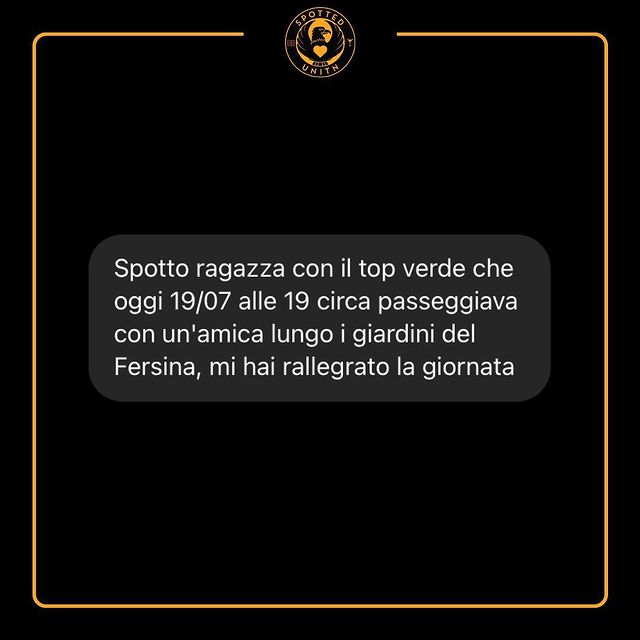 SPOTTED
UNITN
Spotto ragazza con il top verde che
oggi 19/07 alle 19 circa passeggiava
con un'amica lungo i giardini del
Fersina, mi hai rallegrato la giornata